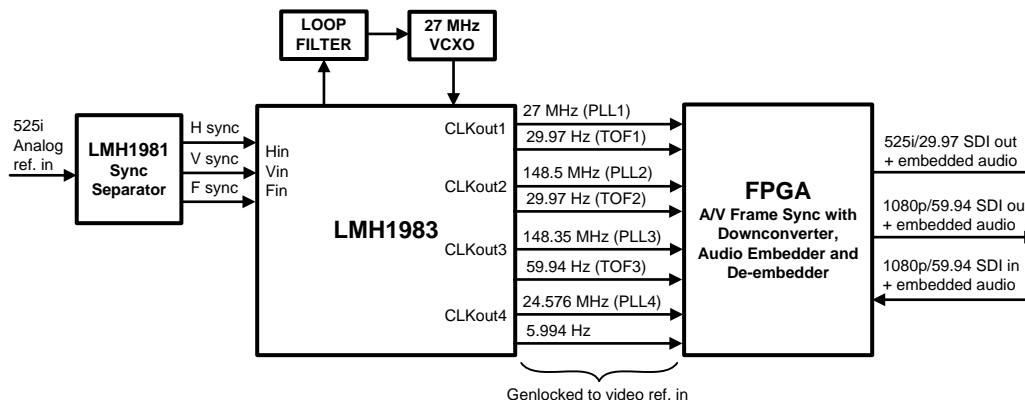 LOOP
FILTER
27 MHz
VCXO
525i
Analog
ref. in
LMH1981
Sync
Separator
H sync
V sync
F sync
Hin
Vin
Fin
LMH1983
CLKout1
CLKout2
CLKout3
CLKout4
27 MHz (PLL1)
29.97 Hz (TOF1)
148.5 MHz (PLL2)
29.97 Hz (TOF2)
148.35 MHz (PLL3)
59.94 Hz (TOF3)
24.576 MHz (PLL4)
5.994 Hz
FPGA
A/V Frame Sync with
Downconverter,
Audio Embedder and
De-embedder
525i/29.97 SDI out
+ embedded audio
1080p/59.94 SDI out
+ embedded audio
1080p/59.94 SDI in
+ embedded audio
Genlocked to video ref. in